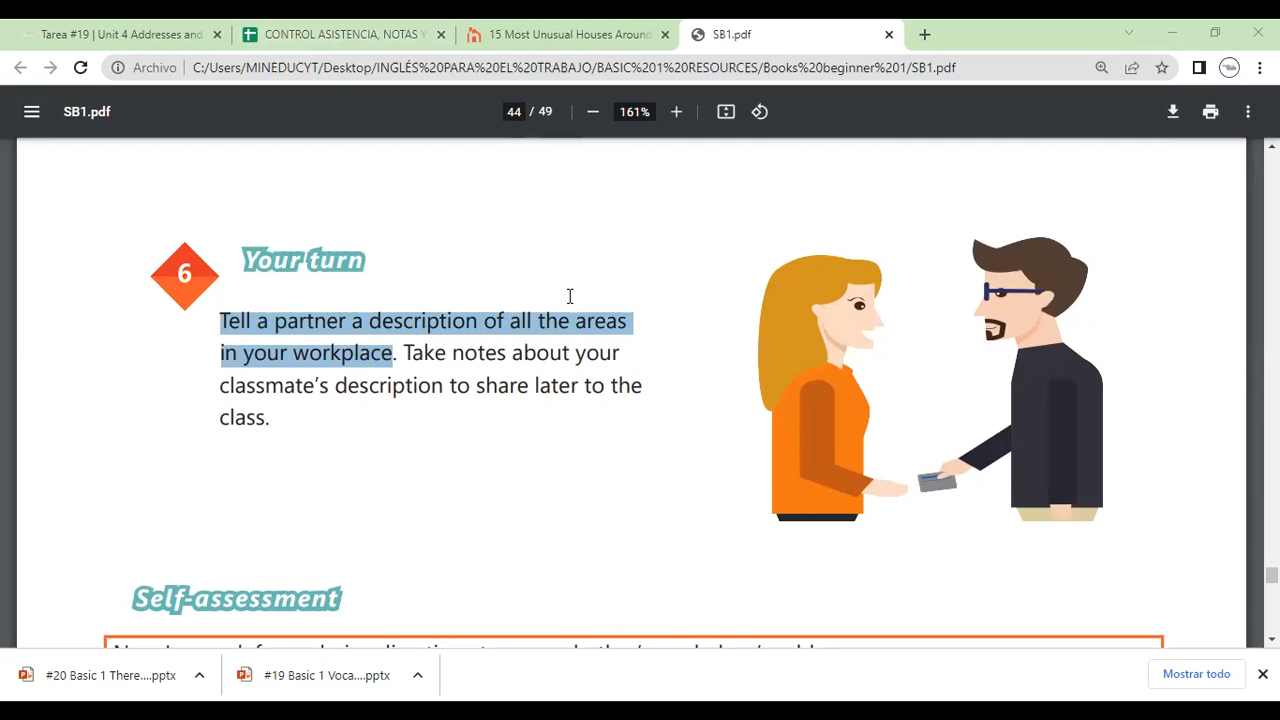 Tarea #19 | Unit 4 Addresses and
CONTROL ASISTENCIA, NOTAS Y
15 Most Unusual Houses Around
SB1.pdf
Archivo
C:/Users/MINEDUCYT/Desktop/INGLÉS%20PARA%20EL%20TRABAJO/BASIC%201%20RESOURCES/Books%20beginner%201/SB1.pdf
SB1.pdf
44 / 49
161%
6
Your turn
Tell a partner a description of all the areas
in your workplace. Take notes about your
classmate's description to share later to the
class.
Self-assessment
#20 Basic 1 There....pptx
#19 Basic 1 Voca....pptx
Mostrar todo